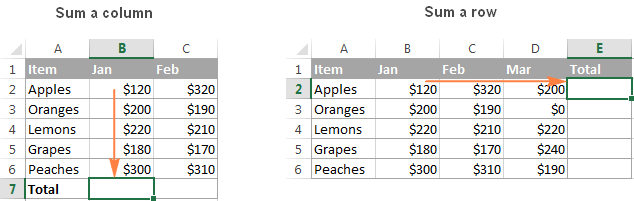 Sum a column
A B C
1 Item Jan Feb
2 Apples $120 $320
3 Oranges $200 $190
4 Lemons $220 $210
5 Grapes $180 $170
6 Peaches $300 $310
7 Total
Sum a row
A B C D E
1 Item Jan Feb Mar Total
2 Apples $120 $320 $200
3 Oranges $200 $190 $0
4 Lemons $220 $210 $220
5 Grapes $180 $170 $240
6 Peaches $300 $310 $190